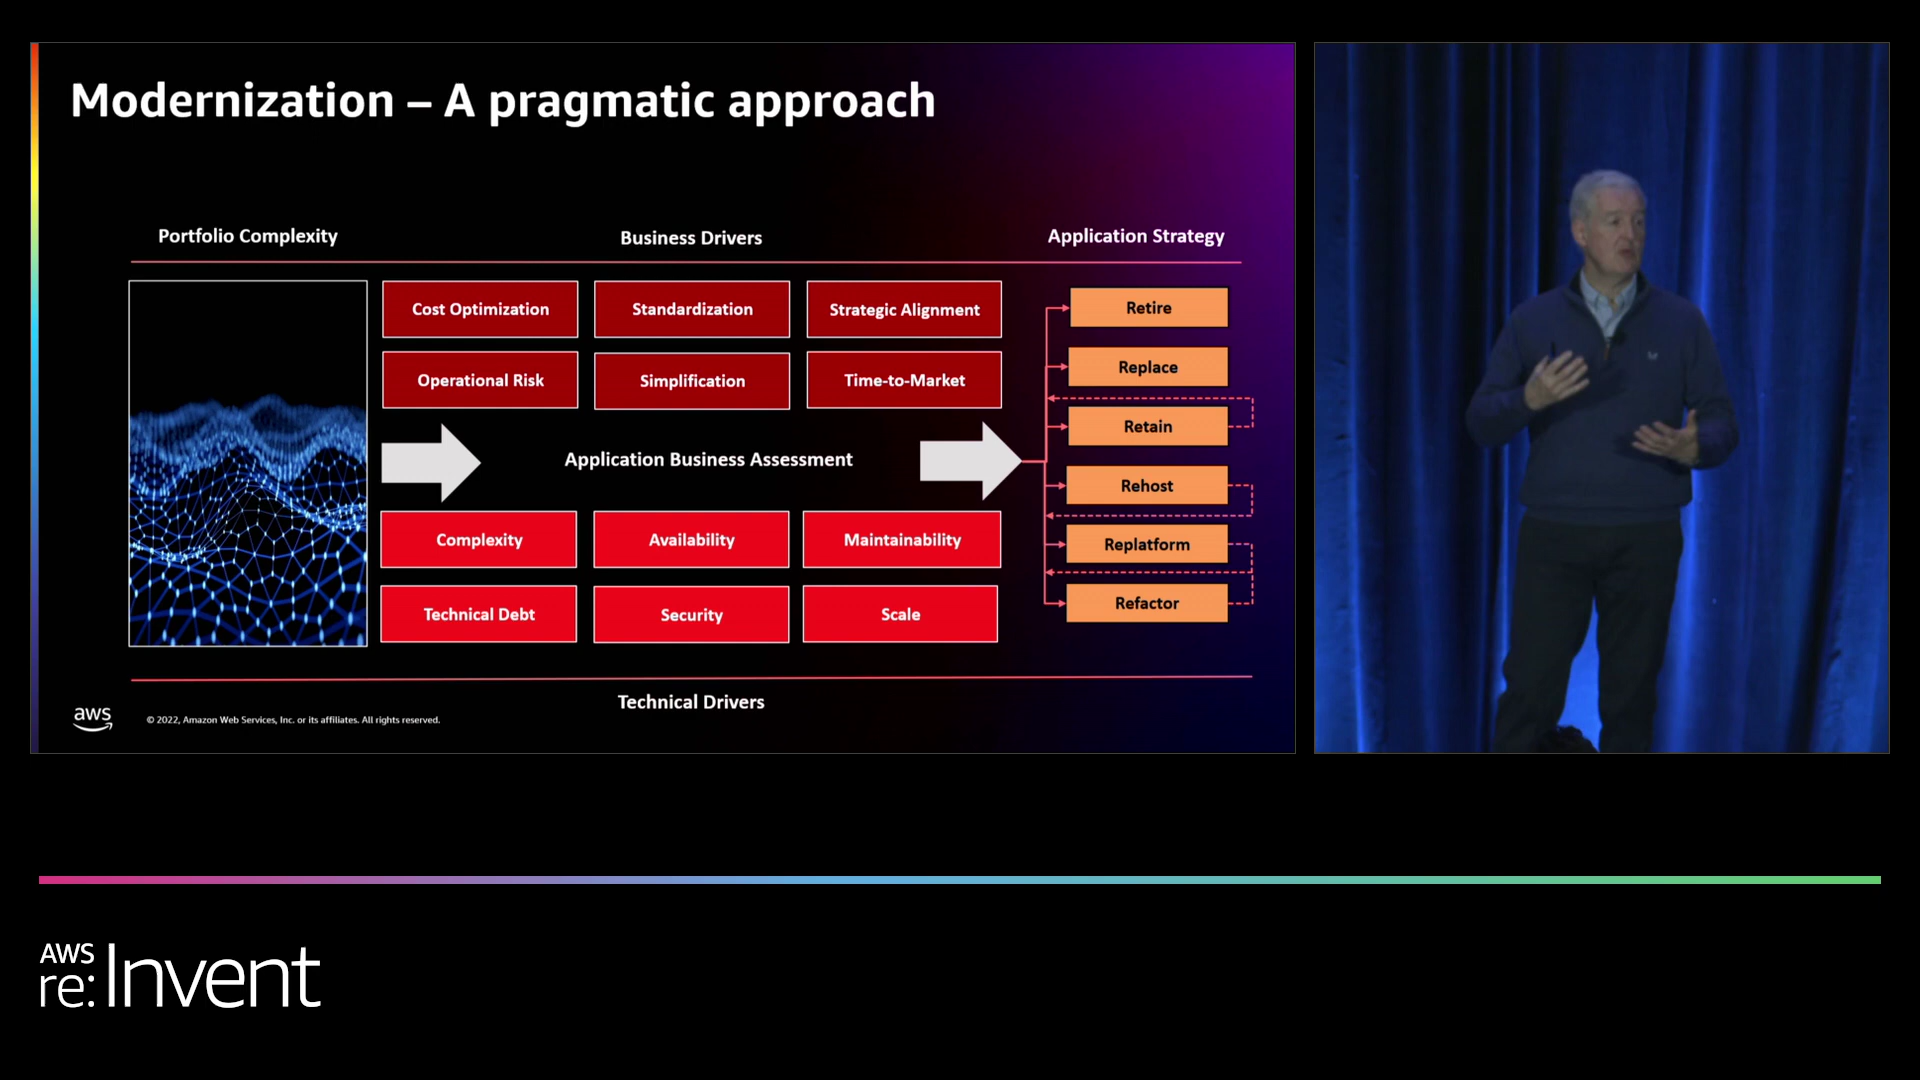 Modernization – A pragmatic approach
Portfolio Complexity
Business Drivers
Application Strategy
Cost Optimization
Standardization
Strategic Alignment
Operational Risk
Simplification
Time-to-Market
Application Business Assessment
Complexity
Availability
Maintainability
Technical Debt
Security
Scale
Retire
Replace
Retain
Rehost
Replatform
Refactor
Technical Drivers
aws
© 2022, Amazon Web Services, Inc. or its affiliates. All rights reserved.
AWS
re:Invent